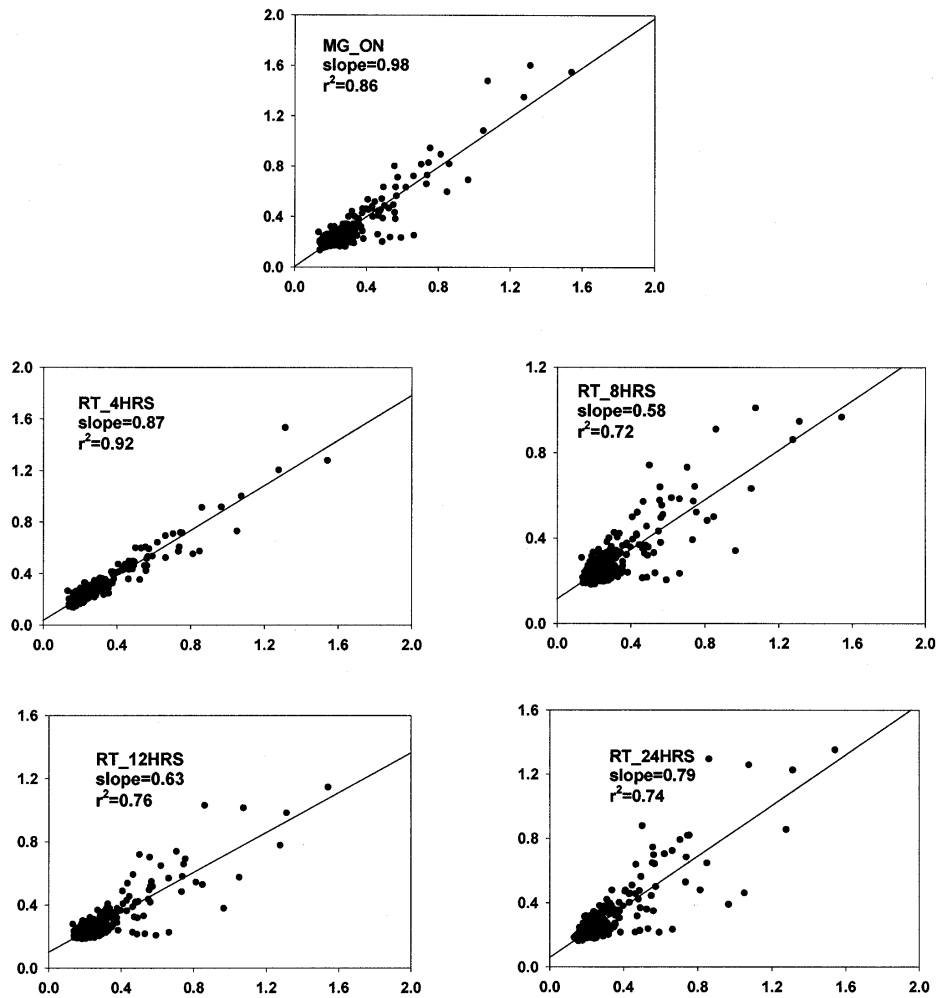 2.0
MG_ON
slope=0.98
r²=0.86
1.6
1.2
0.8
0.4
0.0
0.0 0.4 0.8 1.2 1.6 2.0
2.0
RT_4HRS
slope=0.87
r²=0.92
1.6
1.2
0.8
0.4
0.0
0.0 0.4 0.8 1.2 1.6 2.0
1.2
RT_8HRS
slope=0.58
r²=0.72
0.8
0.4
0.0
0.0 0.4 0.8 1.2 1.6 2.0
1.6
RT_12HRS
slope=0.63
r²=0.76
1.2
0.8
0.4
0.0
0.0 0.4 0.8 1.2 1.6 2.0
1.6
RT_24HRS
slope=0.79
r²=0.74
1.2
0.8
0.4
0.0
0.0 0.4 0.8 1.2 1.6 2.0